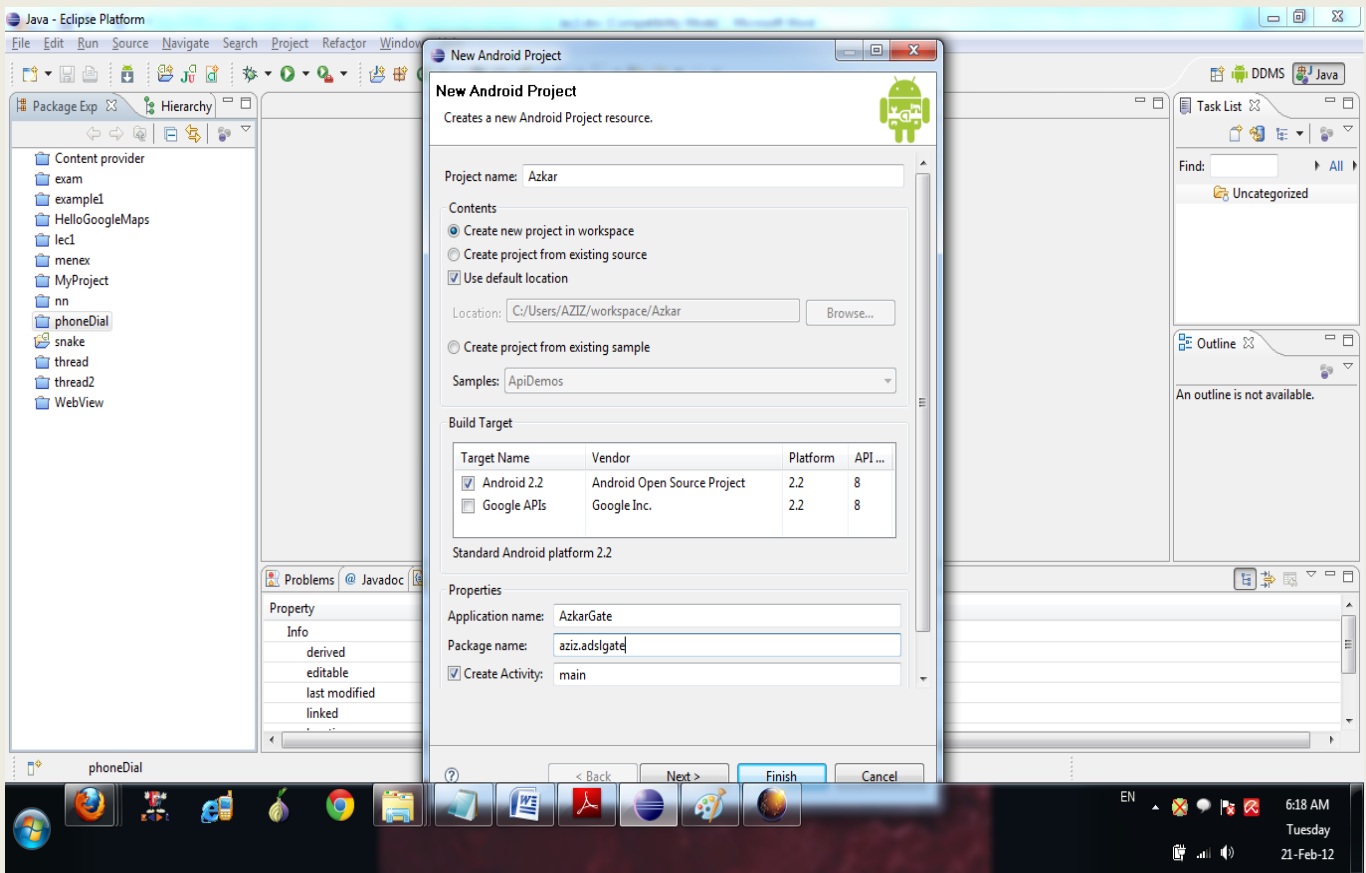 Java - Eclipse Platform
File Edit Run Source Navigate Search Project Refactor Window
DDMS Java
Package Exp Hierarchy
Content provider
exam
example1
HelloGoogleMaps
lec1
menex
MyProject
nn
phoneDial
snake
thread
thread2
WebView
New Android Project
New Android Project
Creates a new Android Project resource.
Project name: Azkar
Contents
Create new project in workspace
Create project from existing source
Use default location
Location: C:/Users/AZIZ/workspace/Azkar Browse...
Create project from existing sample
Samples: ApiDemos
Build Target
Target Name Vendor Platform API ...
Android 2.2 Android Open Source Project 2.2 8
Google APIs Google Inc. 2.2 8
Standard Android platform 2.2
Properties
Application name: AzkarGate
Package name: aziz.adslgate
Create Activity: main
< Back Next > Finish Cancel
Task List
Find: All
Uncategorized
Outline
An outline is not available.
Problems @ Javadoc
Property
Info
derived
editable
last modified
linked
phoneDial
EN
6:18 AM
Tuesday
21-Feb-12